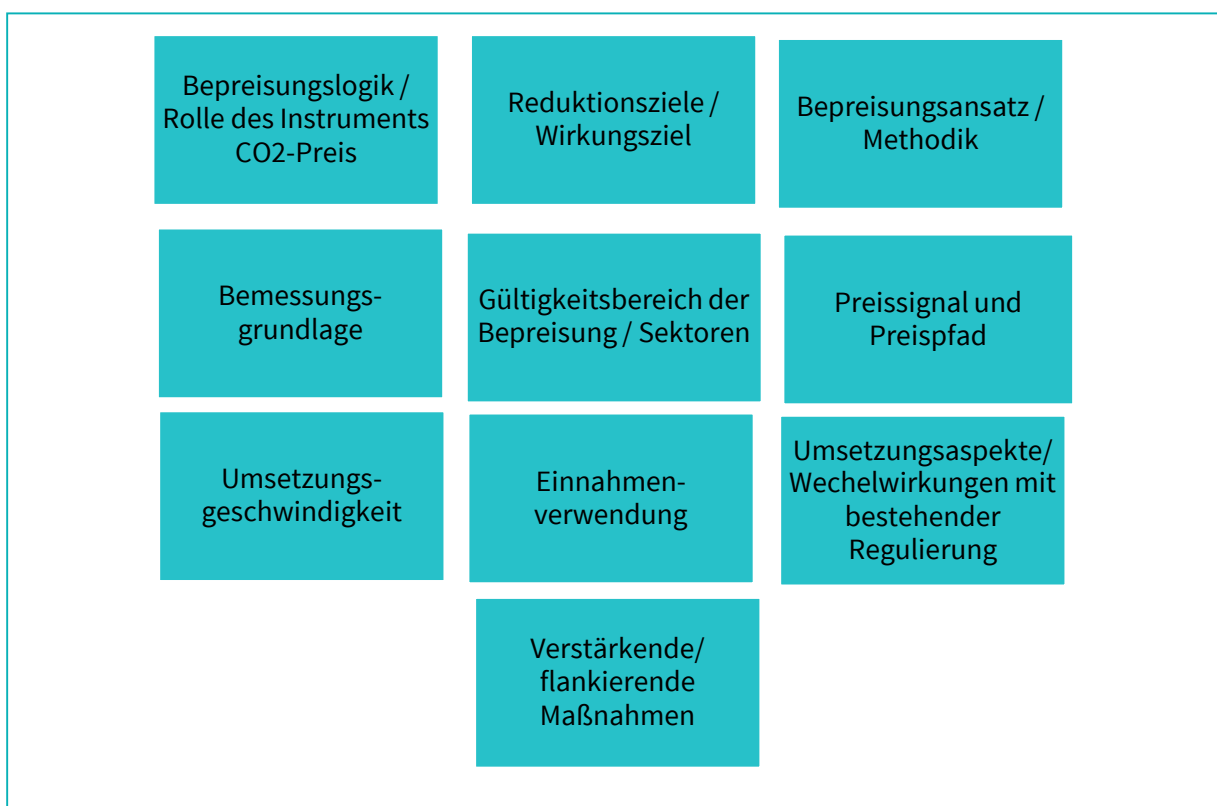 Bepreisungslogik /
Rolle des Instruments
CO2-Preis
Reduktionsziele /
Wirkungsziel
Bepreisungsansatz /
Methodik
Bemessungs-
grundlage
Gültigkeitsbereich der
Bepreisung / Sektoren
Preissignal und
Preispfad
Umsetzungs-
geschwindigkeit
Einnahmen-
verwendung
Umsetzungsaspekte/
Wechelwirkungen mit
bestehender
Regulierung
Verstärkende/
flankierende
Maßnahmen